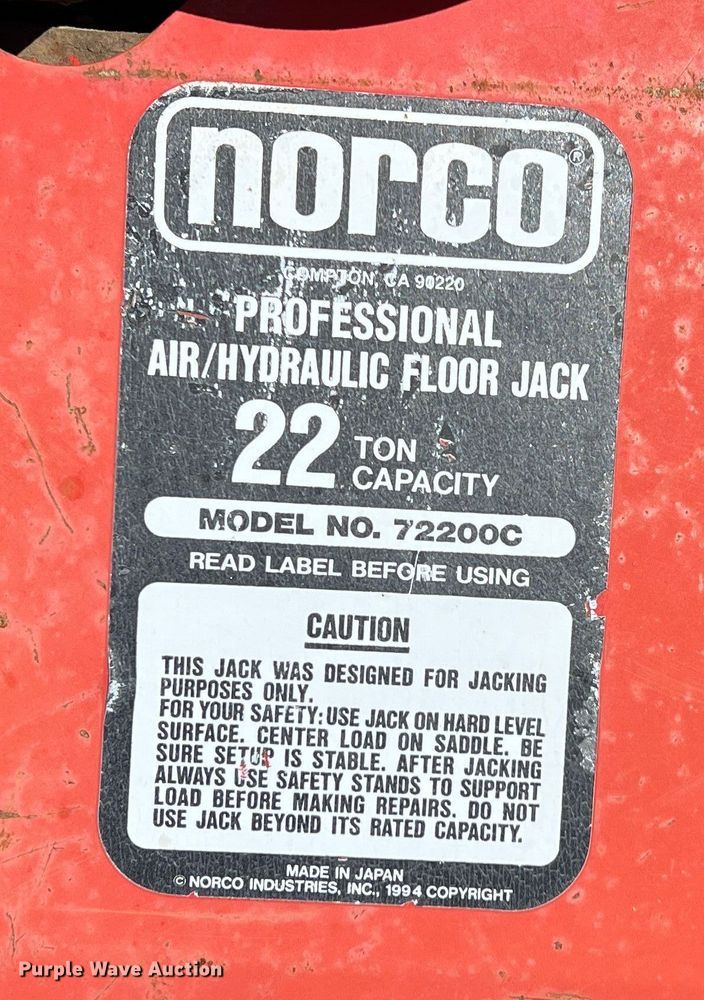 norco®
COMPTON, CA 90220
PROFESSIONAL
AIR/HYDRAULIC FLOOR JACK
22 TON
CAPACITY
MODEL NO. 72200C
READ LABEL BEFORE USING
CAUTION
THIS JACK WAS DESIGNED FOR JACKING
PURPOSES ONLY.
FOR YOUR SAFETY: USE JACK ON HARD LEVEL
SURFACE. CENTER LOAD ON SADDLE. BE
SURE SETUP IS STABLE. AFTER JACKING
ALWAYS USE SAFETY STANDS TO SUPPORT
LOAD BEFORE MAKING REPAIRS. DO NOT
USE JACK BEYOND ITS RATED CAPACITY.
MADE IN JAPAN
© NORCO INDUSTRIES, INC., 1994 COPYRIGHT
Purple Wave Auction